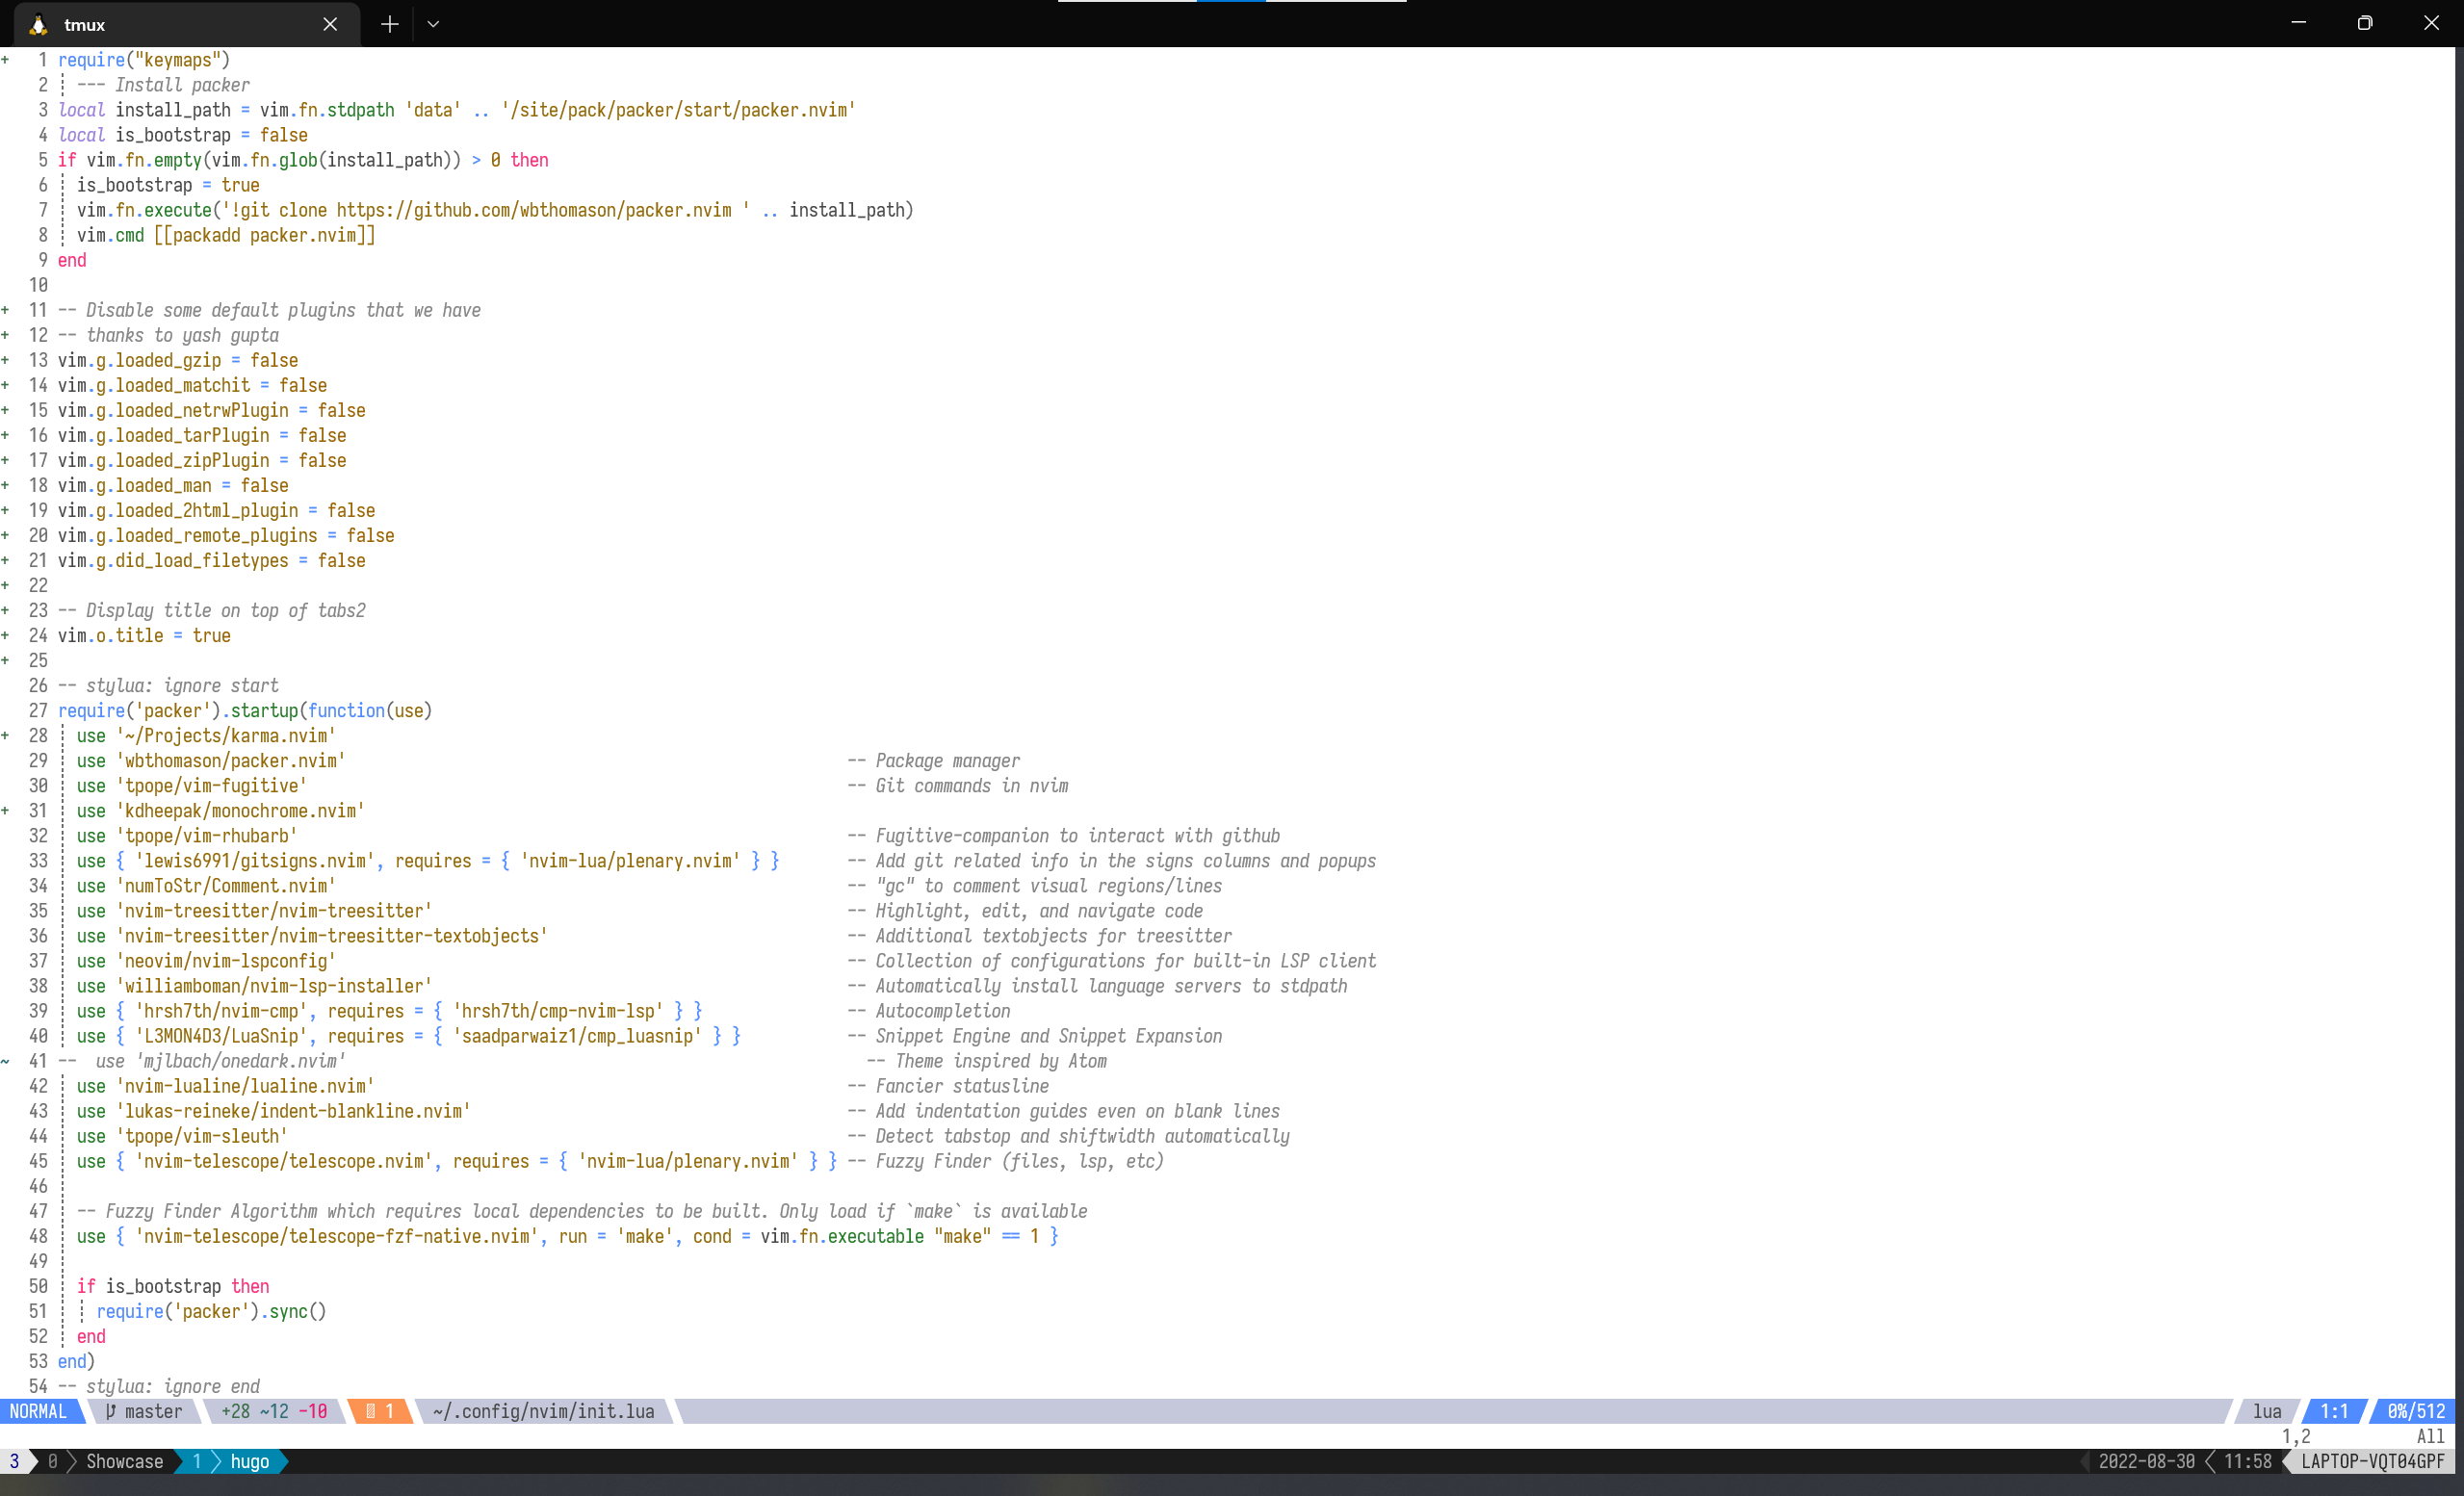 tmux
+ 1 require("keymaps")
2 --- Install packer
3 local install_path = vim.fn.stdpath 'data' .. '/site/pack/packer/start/packer.nvim'
4 local is_bootstrap = false
5 if vim.fn.empty(vim.fn.glob(install_path)) > 0 then
6 is_bootstrap = true
7 vim.fn.execute('!git clone https://github.com/wbthomason/packer.nvim ' .. install_path)
8 vim.cmd [[packadd packer.nvim]]
9 end
10
+ 11 -- Disable some default plugins that we have
+ 12 -- thanks to yash gupta
+ 13 vim.g.loaded_gzip = false
+ 14 vim.g.loaded_matchit = false
+ 15 vim.g.loaded_netrwPlugin = false
+ 16 vim.g.loaded_tarPlugin = false
+ 17 vim.g.loaded_zipPlugin = false
+ 18 vim.g.loaded_man = false
+ 19 vim.g.loaded_2html_plugin = false
+ 20 vim.g.loaded_remote_plugins = false
+ 21 vim.g.did_load_filetypes = false
+ 22
+ 23 -- Display title on top of tabs2
+ 24 vim.o.title = true
+ 25
26 -- stylua: ignore start
27 require('packer').startup(function(use)
+ 28 use '~/Projects/karma.nvim'
29 use 'wbthomason/packer.nvim' -- Package manager
30 use 'tpope/vim-fugitive' -- Git commands in nvim
+ 31 use 'kdheepak/monochrome.nvim'
32 use 'tpope/vim-rhubarb' -- Fugitive-companion to interact with github
33 use { 'lewis6991/gitsigns.nvim', requires = { 'nvim-lua/plenary.nvim' } } -- Add git related info in the signs columns and popups
34 use 'numToStr/Comment.nvim' -- "gc" to comment visual regions/lines
35 use 'nvim-treesitter/nvim-treesitter' -- Highlight, edit, and navigate code
36 use 'nvim-treesitter/nvim-treesitter-textobjects' -- Additional textobjects for treesitter
37 use 'neovim/nvim-lspconfig' -- Collection of configurations for built-in LSP client
38 use 'williamboman/nvim-lsp-installer' -- Automatically install language servers to stdpath
39 use { 'hrsh7th/nvim-cmp', requires = { 'hrsh7th/cmp-nvim-lsp' } } -- Autocompletion
40 use { 'L3MON4D3/LuaSnip', requires = { 'saadparwaiz1/cmp_luasnip' } } -- Snippet Engine and Snippet Expansion
~ 41 -- use 'mjlbach/onedark.nvim' -- Theme inspired by Atom
42 use 'nvim-lualine/lualine.nvim' -- Fancier statusline
43 use 'lukas-reineke/indent-blankline.nvim' -- Add indentation guides even on blank lines
44 use 'tpope/vim-sleuth' -- Detect tabstop and shiftwidth automatically
45 use { 'nvim-telescope/telescope.nvim', requires = { 'nvim-lua/plenary.nvim' } } -- Fuzzy Finder (files, lsp, etc)
46
47 -- Fuzzy Finder Algorithm which requires local dependencies to be built. Only load if `make` is available
48 use { 'nvim-telescope/telescope-fzf-native.nvim', run = 'make', cond = vim.fn.executable "make" == 1 }
49
50 if is_bootstrap then
51 require('packer').sync()
52 end
53 end)
54 -- stylua: ignore end
NORMAL master +28 ~12 -10 1 ~/.config/nvim/init.lua lua 1:1 0%/512
1,2 All
3 0 Showcase 1 hugo 2022-08-30 11:58 LAPTOP-VQT04GPF